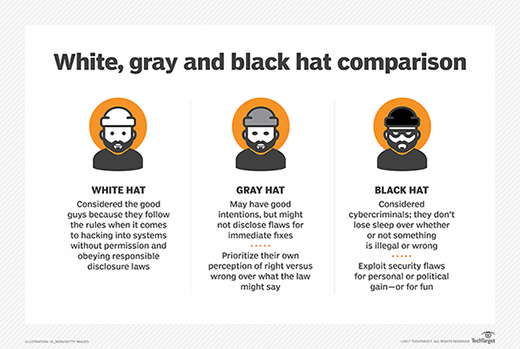 White, gray and black hat comparison
WHITE HAT
Considered the good
guys because they follow
the rules when it comes
to hacking into systems
without permission and
obeying responsible
disclosure laws
GRAY HAT
May have good
intentions, but might
not disclose flaws for
immediate fixes
Prioritize their own
perception of right versus
wrong over what the law
might say
BLACK HAT
Considered
cybercriminals; they don't
lose sleep over whether
or not something
is illegal or wrong
Exploit security flaws
for personal or political
gain—or for fun
©2017 TECHTARGET. ALL RIGHTS RESERVED
TechTarget